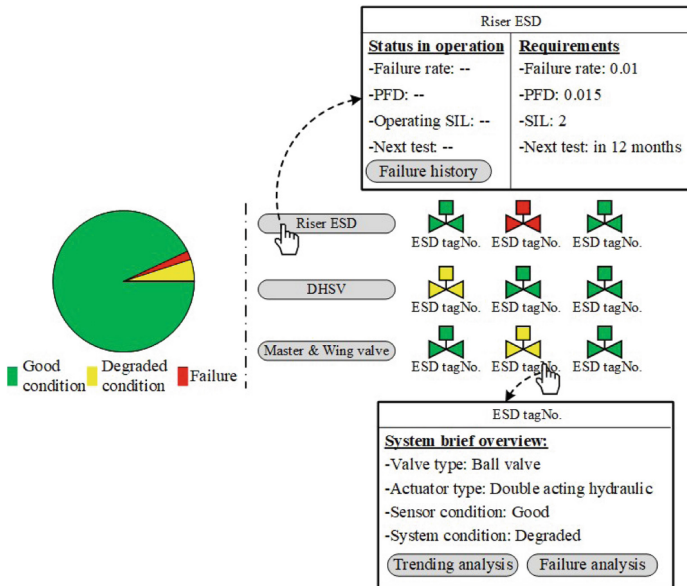 Riser ESD
Status in operation
-Failure rate: --
-PFD: --
-Operating SIL: --
-Next test: --
Failure history
Requirements
-Failure rate: 0.01
-PFD: 0.015
-SIL: 2
-Next test: in 12 months
Riser ESD
ESD tagNo. ESD tagNo. ESD tagNo.
DHSV
ESD tagNo. ESD tagNo. ESD tagNo.
Master & Wing valve
ESD tagNo. ESD tagNo. ESD tagNo.
Good
condition
Degraded
condition
Failure
ESD tagNo.
System brief overview:
-Valve type: Ball valve
-Actuator type: Double acting hydraulic
-Sensor condition: Good
-System condition: Degraded
Trending analysis
Failure analysis